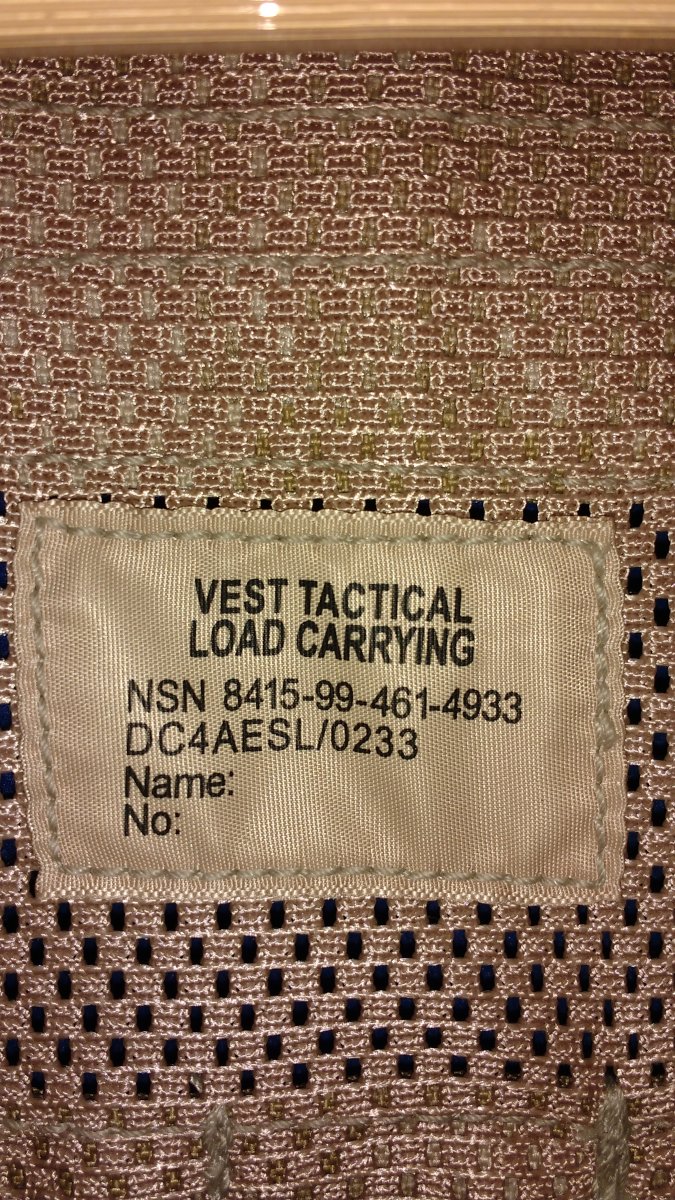 VEST TACTICAL
LOAD CARRYING
NSN 8415-99-461-4933
DC4AESL/0233
Name:
No: